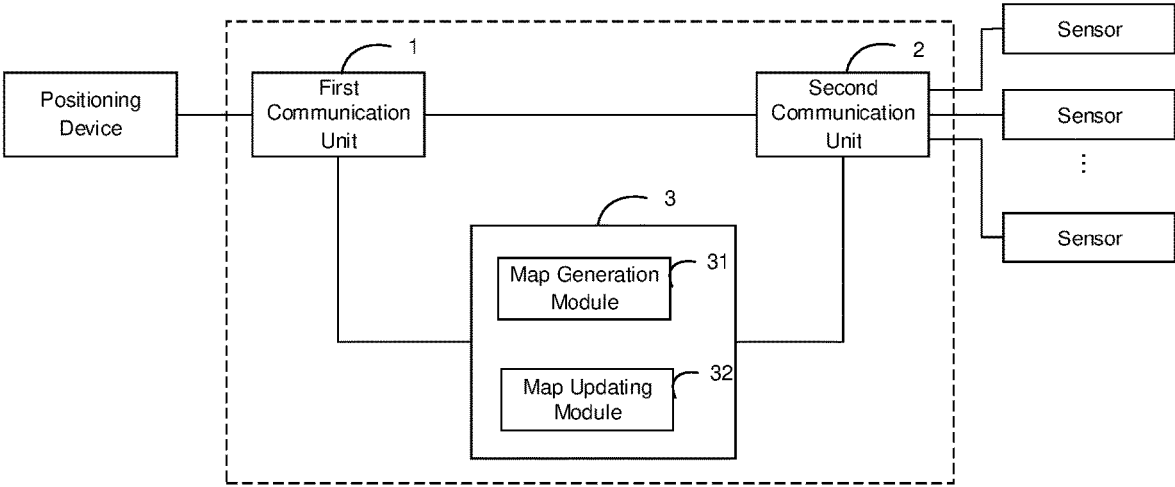 Positioning
Device
1
First
Communication
Unit
2
Second
Communication
Unit
Sensor
Sensor
...
Sensor
3
31
Map Generation
Module
32
Map Updating
Module